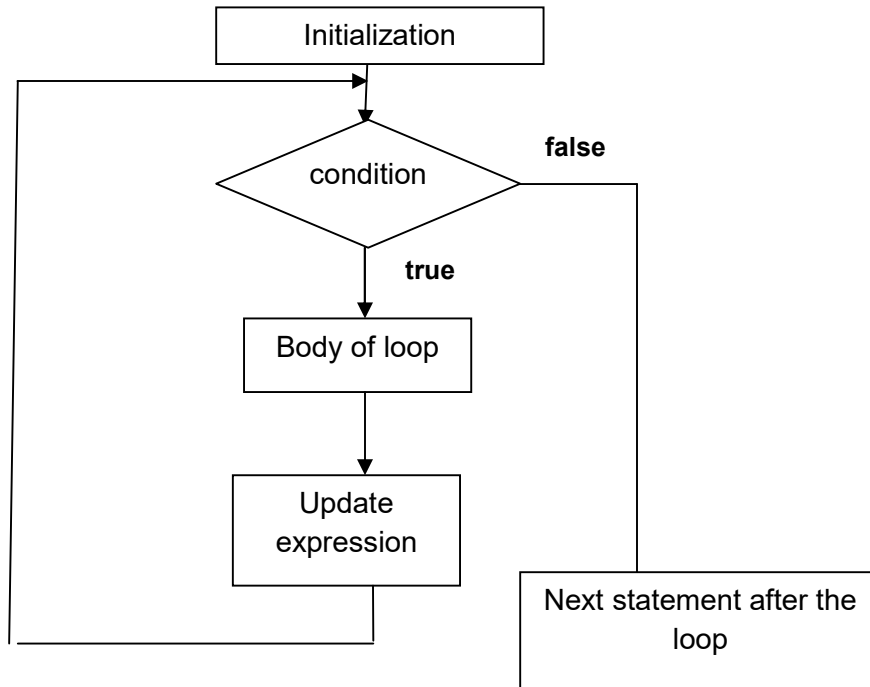 Initialization
condition
false
true
Body of loop
Update
expression
Next statement after the
loop